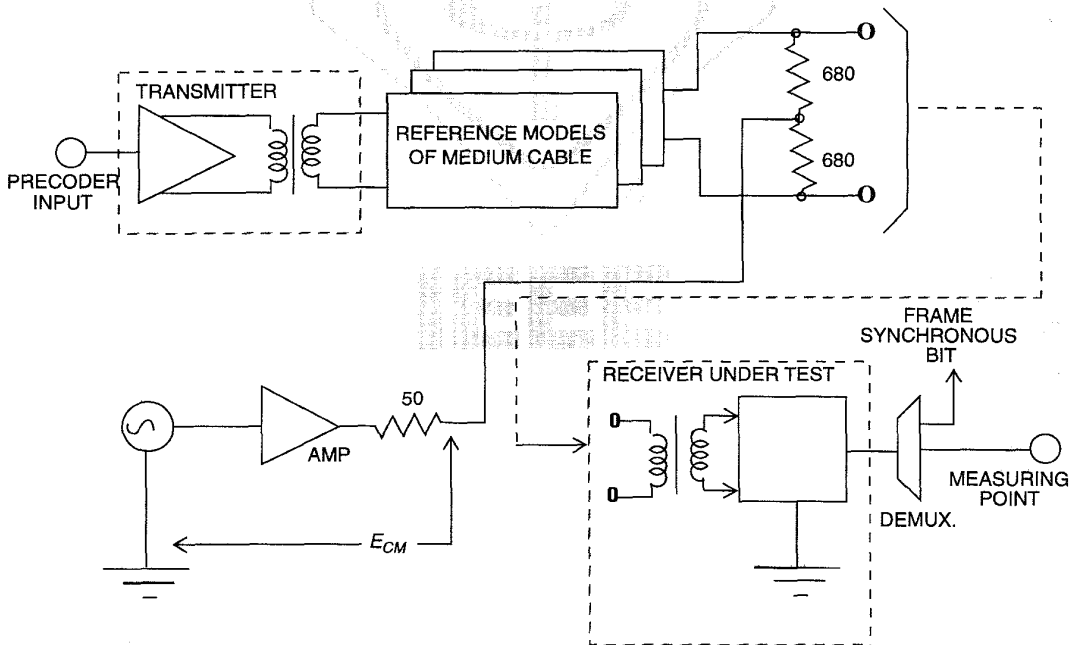 TRANSMITTER
PRECODER
INPUT
REFERENCE MODELS
OF MEDIUM CABLE
680
680
FRAME
SYNCHRONOUS
BIT
RECEIVER UNDER TEST
50
AMP
MEASURING
POINT
DEMUX.
E_CM